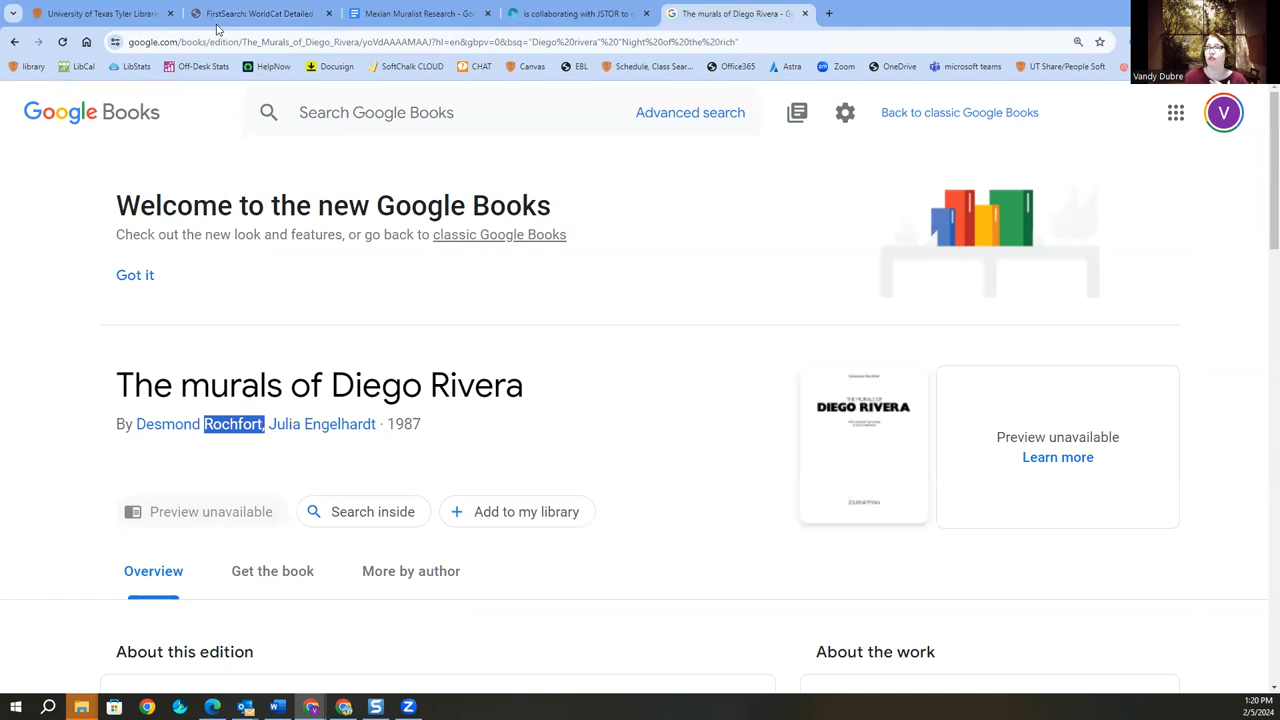 University of Texas Tyler Librarie
FirstSearch: WorldCat Detailed
Mexian Muralist Research - Goo
is collaborating with JSTOR to d
The murals of Diego Rivera - Go
google.com/books/edition/The_Murals_of_Diego_Rivera/yoVdAAAAMAAJ?hl=en&gbpv=0&bsq="Diego%20rivera"%20"Night%20of%20the%20rich"
library
LibCal
LibStats
Off-Desk Stats
HelpNow
Documents
SoftChalk CLOUD
CHAT
Canvas
EBL
Schedule, Class Sear...
Office365
Astra
Zoom
OneDrive
microsoft teams
UT Share/People Soft
Vandy Dubre
Google Books
Search Google Books
Advanced search
Back to classic Google Books
V
Welcome to the new Google Books
Check out the new look and features, or go back to classic Google Books
Got it
The murals of Diego Rivera
By Desmond Rochfort, Julia Engelhardt · 1987
DIEGO RIVERA
Preview unavailable
Learn more
Preview unavailable
Search inside
Add to my library
Overview
Get the book
More by author
About this edition
About the work
1:20 PM
2/5/2024